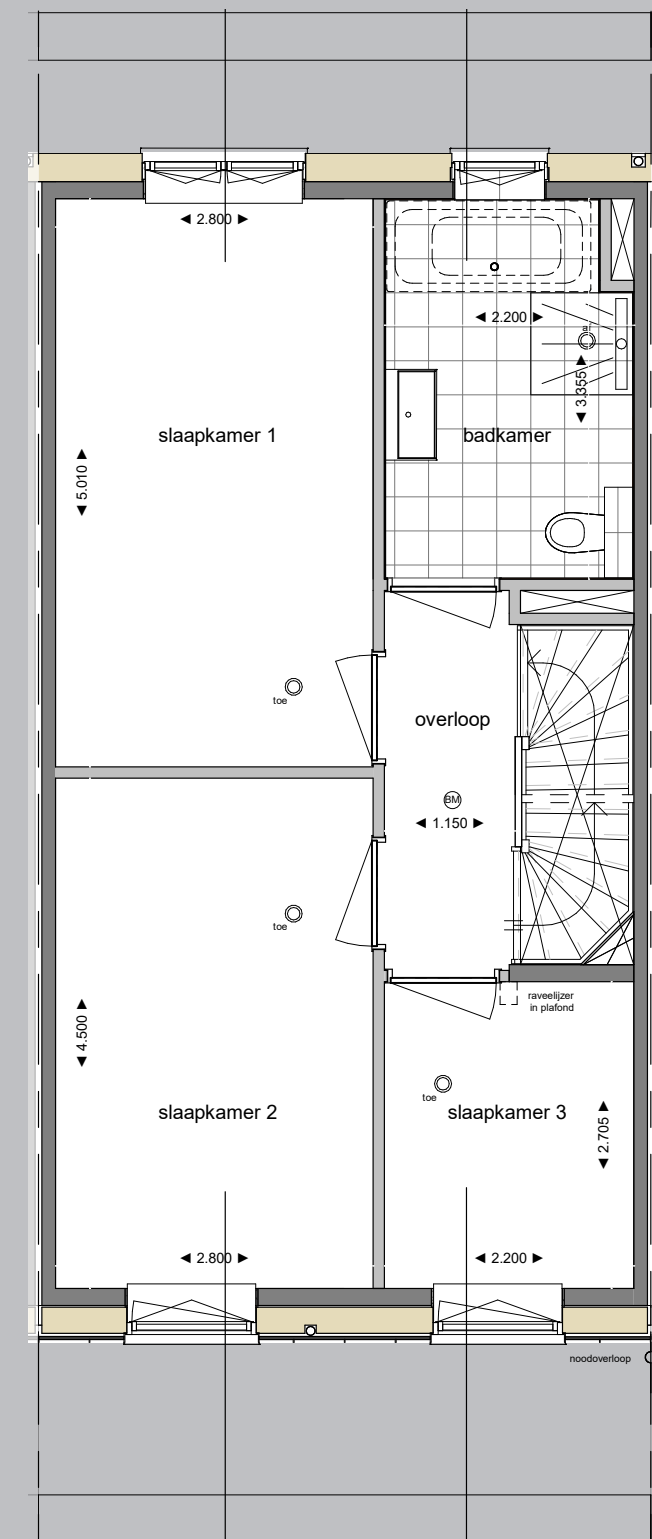 2.800
2.200
af
3.355
slaapkamer 1
badkamer
5.010
toe
overloop
BM
1.150
toe
raveelijzer
in plafond
4.500
toe
slaapkamer 2
slaapkamer 3
2.705
2.800
2.200
noodoverloop